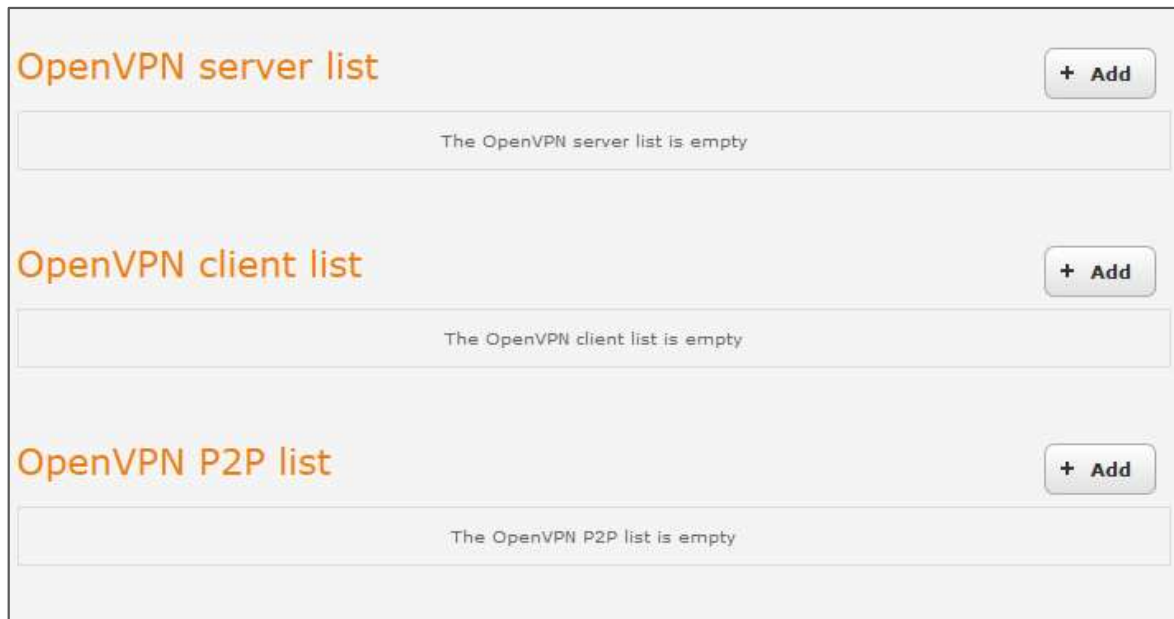 OpenVPN server list
+ Add
The OpenVPN server list is empty
OpenVPN client list
+ Add
The OpenVPN client list is empty
OpenVPN P2P list
+ Add
The OpenVPN P2P list is empty